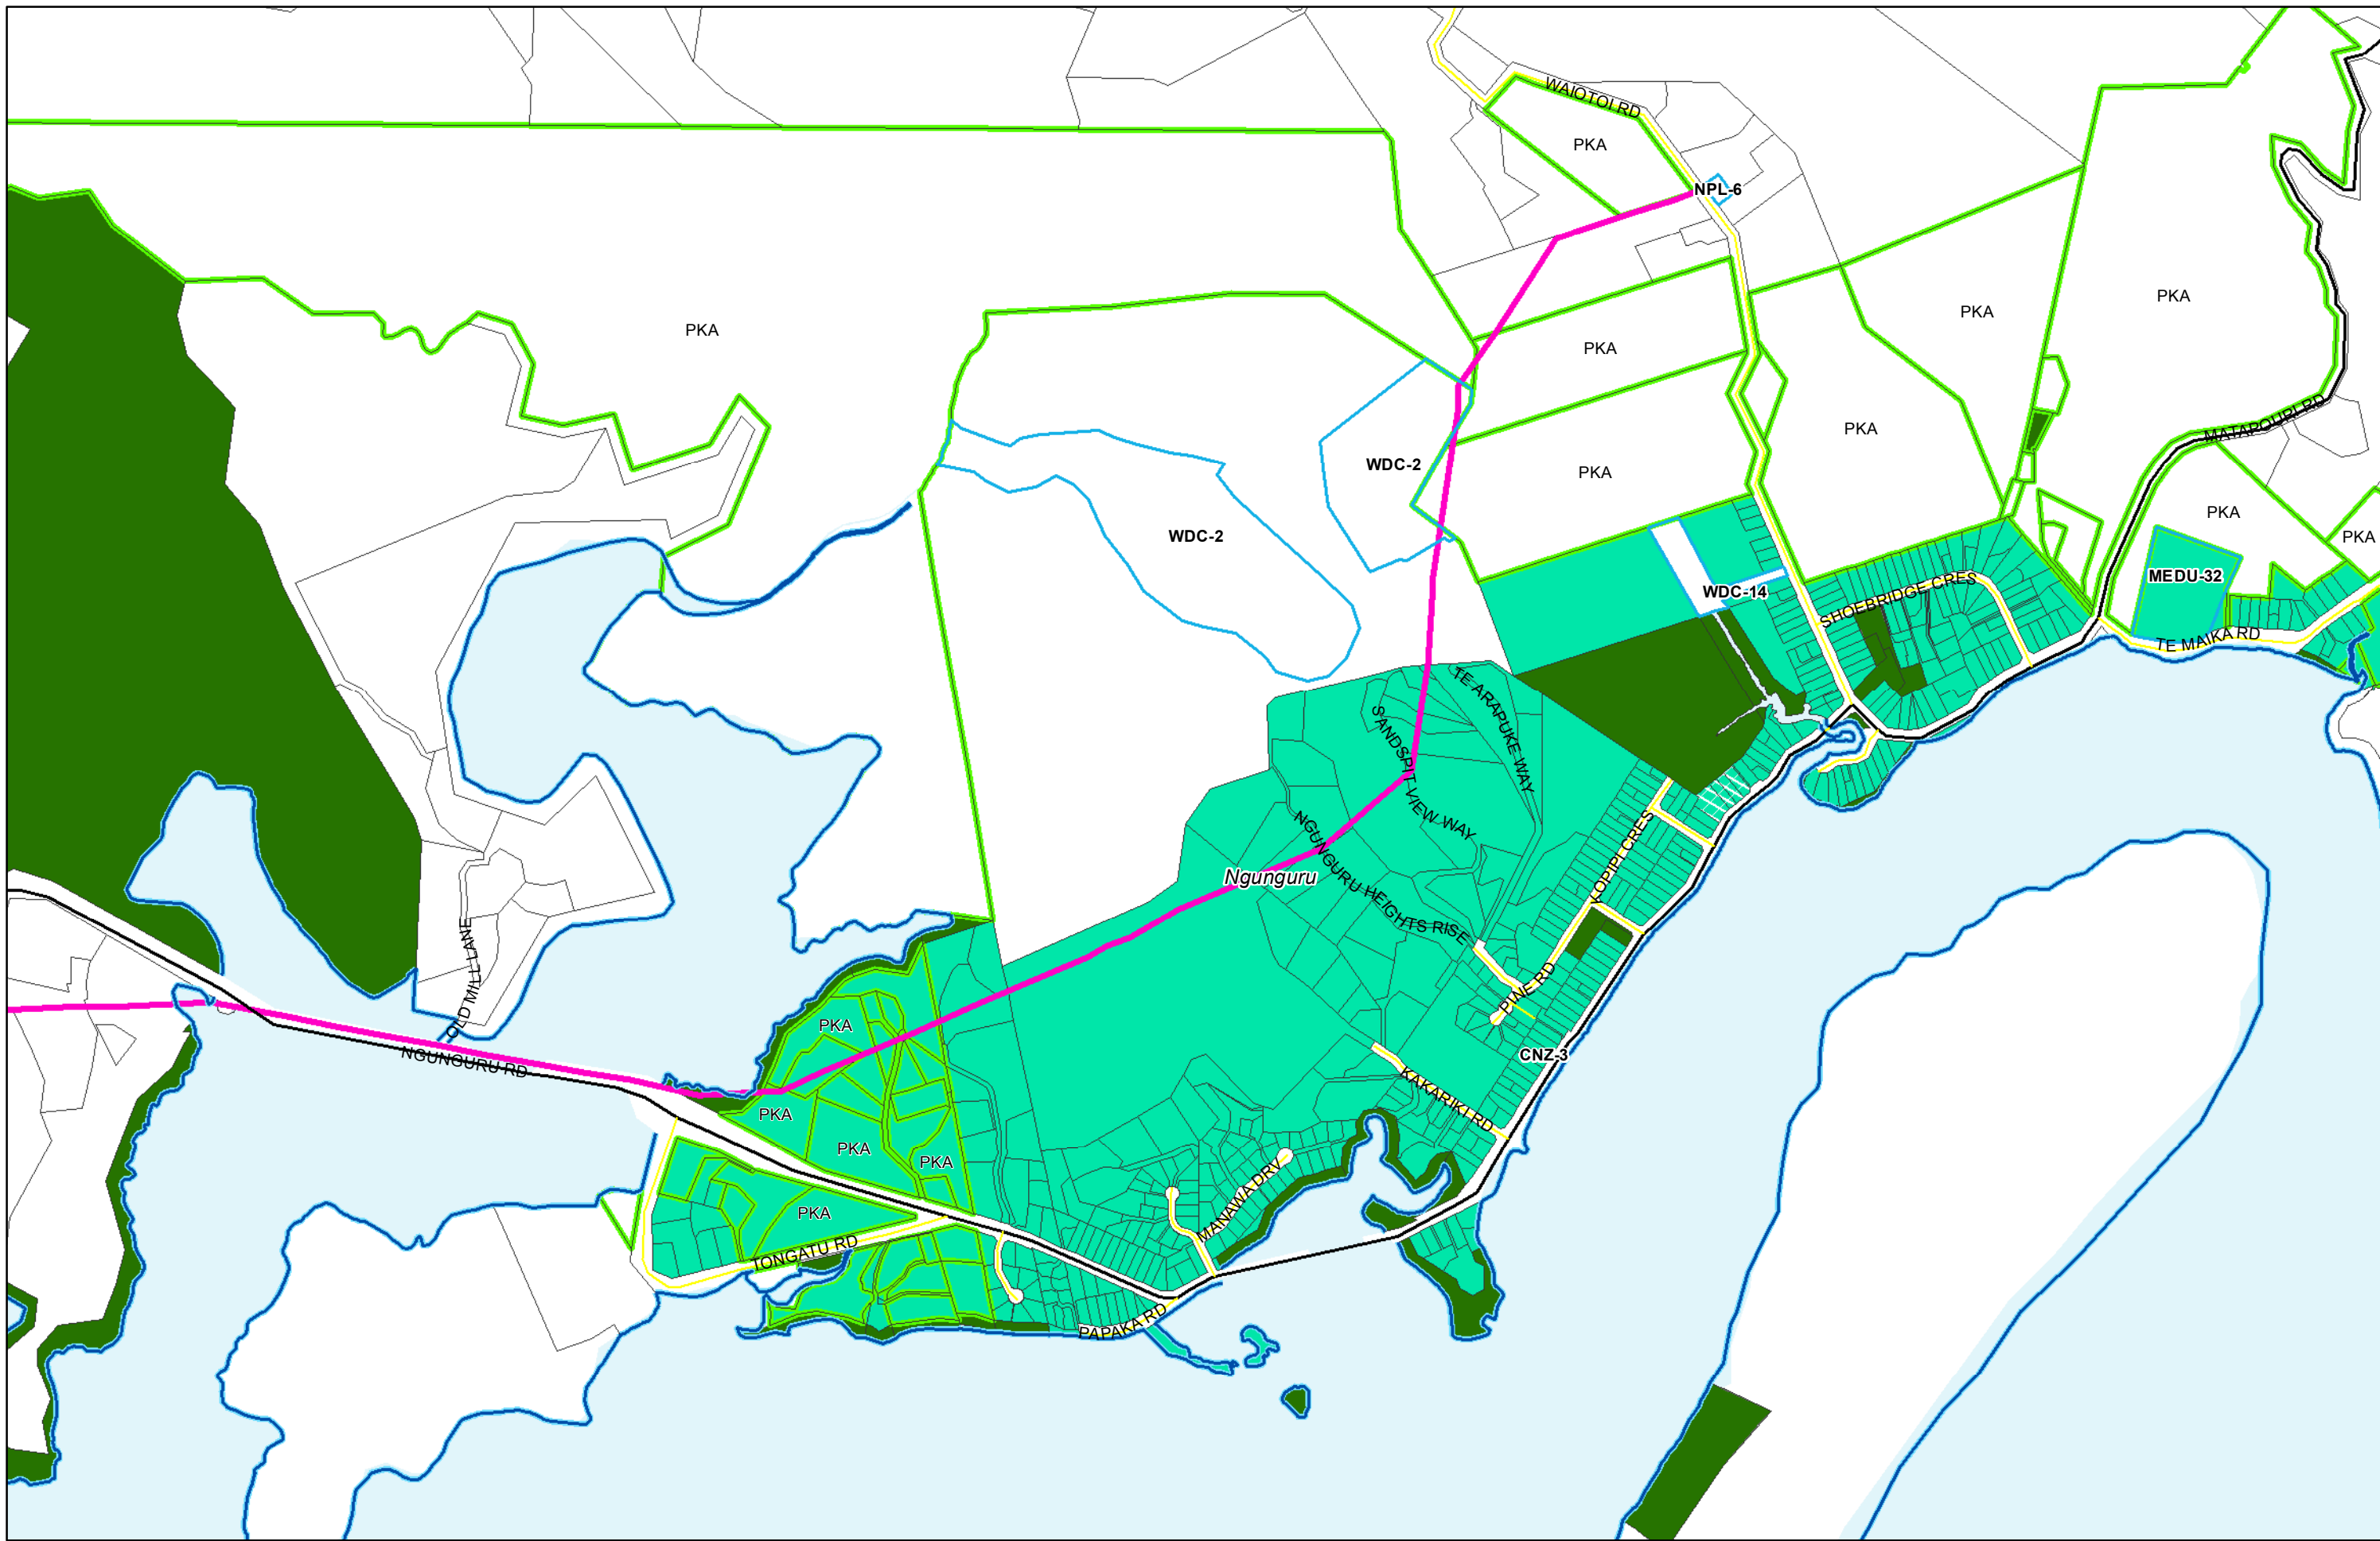 WAIOTOI RD
PKA
NPL-6
PKA
PKA
PKA
PKA
MATAPOURI RD
PKA
WDC-2
PKA
PKA
WDC-2
PKA
MEDU-32
WDC-14
SHOEBRIDGE CRES
TE MAIKA RD
TE ARAPUKE WAY
SANDSPIT VIEW WAY
NGUNGURU HEIGHTS RISE
KOPIPI CRES
Ngunguru
OLD MILL LANE
PINE RD
PKA
CNZ-3
NGUNGURU RD
KAKARIKI RD
PKA
PKA
PKA
MANAWA DRV
PKA
TONGATU RD
PAPAKA RD